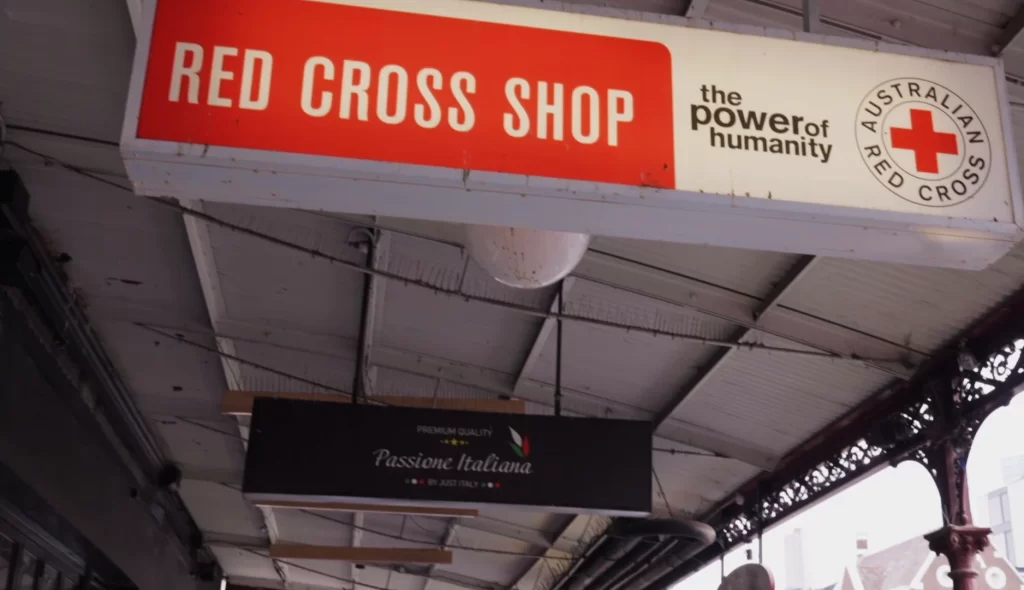 RED CROSS SHOP
the
power of
humanity
AUSTRALIAN RED CROSS
PREMIUM QUALITY
Passione Italiana
BY JUST ITALY